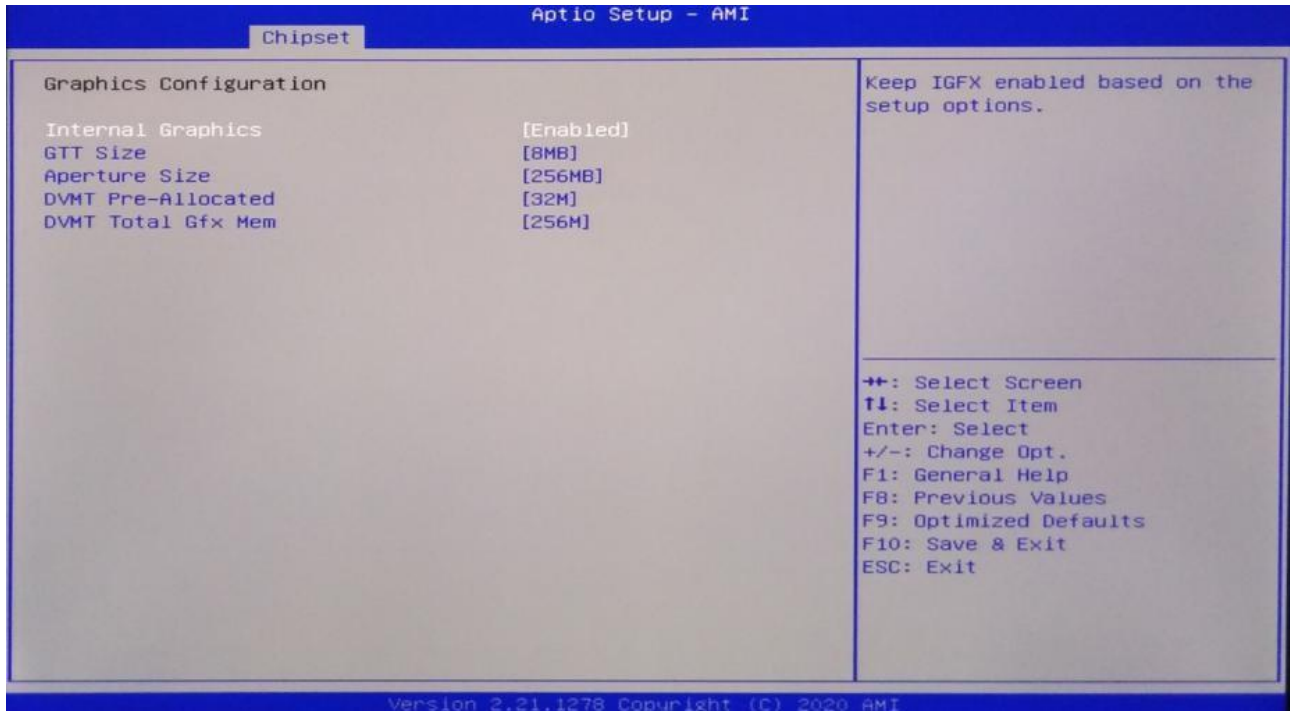 Aptio Setup – AMI
Chipset
Graphics Configuration
Internal Graphics [Enabled]
GTT Size [8MB]
Aperture Size [256MB]
DVMT Pre-Allocated [32M]
DVMT Total Gfx Mem [256M]
Keep IGFX enabled based on the
setup options.
→←: Select Screen
↑↓: Select Item
Enter: Select
+/-: Change Opt.
F1: General Help
F8: Previous Values
F9: Optimized Defaults
F10: Save & Exit
ESC: Exit
Version 2.21.1278 Copyright (C) 2020 AMI